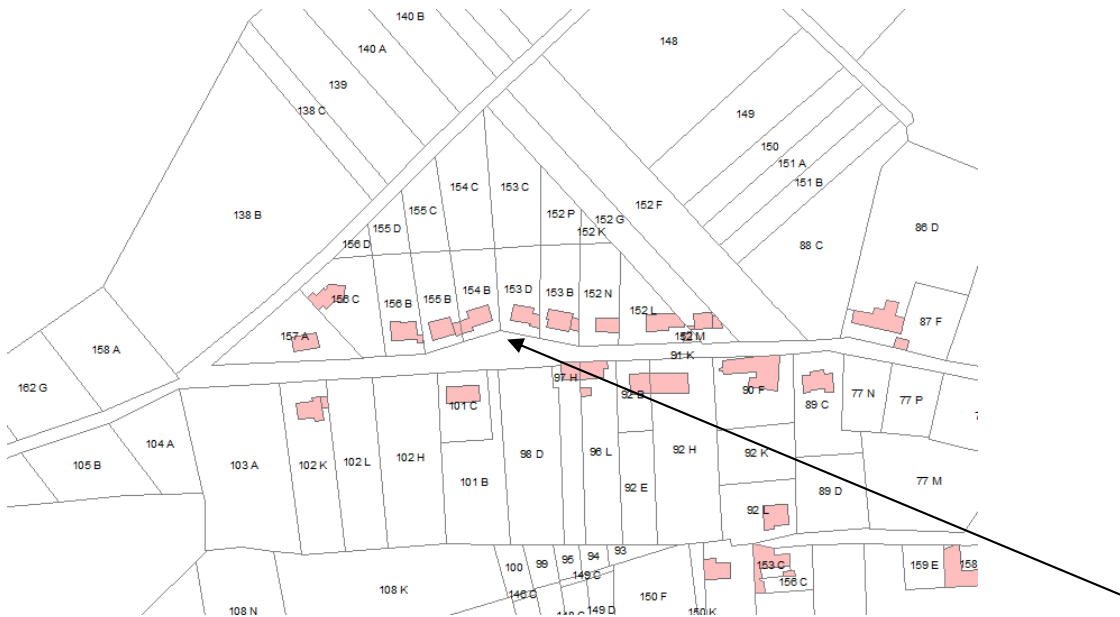 140 B
148
140 A
139
138 C
149
150
151 A
151 B
154 C
153 C
155 C
152 P
152 G
152 F
138 B
155 D
152 K
86 D
156 D
88 C
156 C
156 B
155 B
154 B
153 D
153 B
152 N
152 L
87 F
157 A
152 M
158 A
91 K
162 G
97 H
92 B
90 F
77 N
77 P
101 C
89 C
104 A
105 B
103 A
102 K
102 L
102 H
98 D
96 L
92 H
92 K
101 B
77 M
92 E
89 D
92 L
100
99
95
94
93
153 C
159 E
158
149 C
156 C
108 K
150 F
108 N
149 D
150 K